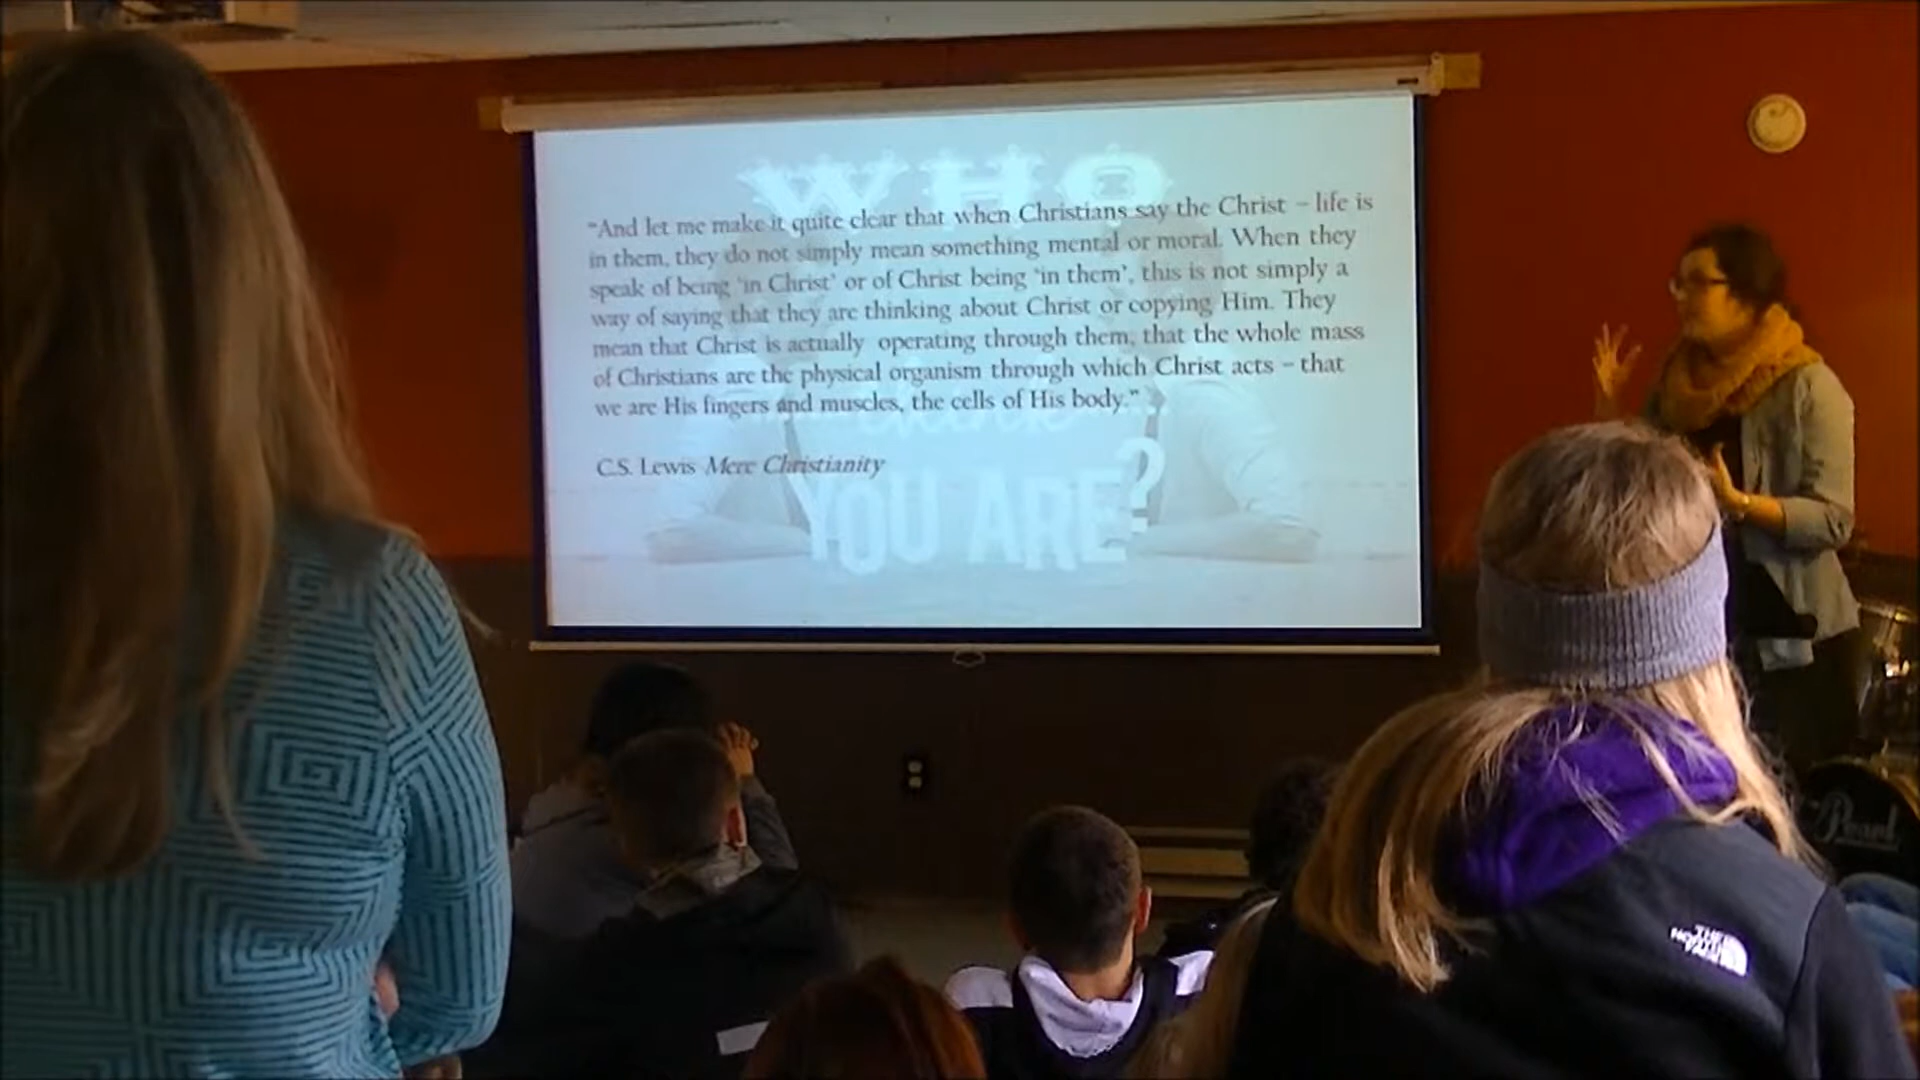 WHO
"And let me make it quite clear that when Christians say the Christ – life is
in them, they do not simply mean something mental or moral. When they
speak of being 'in Christ' or of Christ being 'in them', this is not simply a
way of saying that they are thinking about Christ or copying Him. They
mean that Christ is actually operating through them, that the whole mass
of Christians are the physical organism through which Christ acts – that
we are His fingers and muscles, the cells of His body."
C.S. Lewis Mere Christianity
YOU ARE?
Pearl
THE NORTH FACE